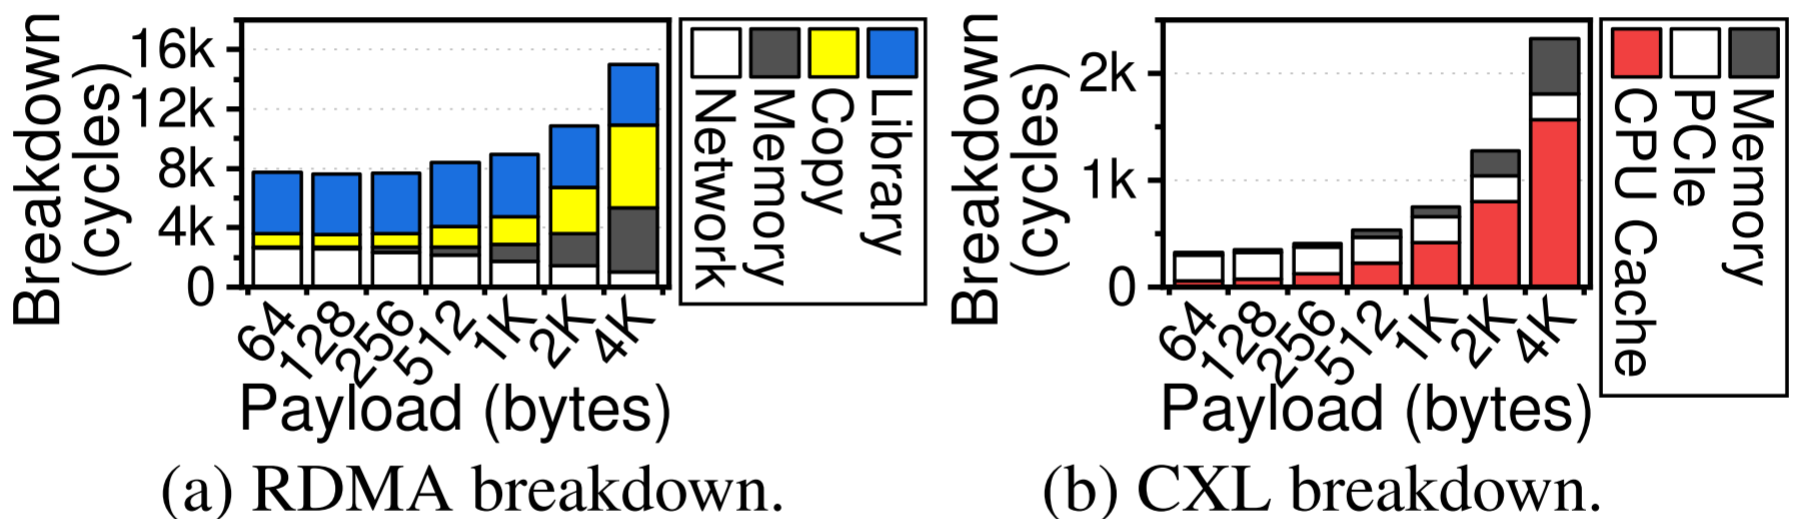 Breakdown
(cycles)
16k
12k
8k
4k
0
64
128
256
512
1K
2K
4K
Payload (bytes)
Network
Memory
Copy
Library
(a) RDMA breakdown.
Breakdown
(cycles)
2k
1k
0
64
128
256
512
1K
2K
4K
Payload (bytes)
CPU Cache
PCIe
Memory
(b) CXL breakdown.